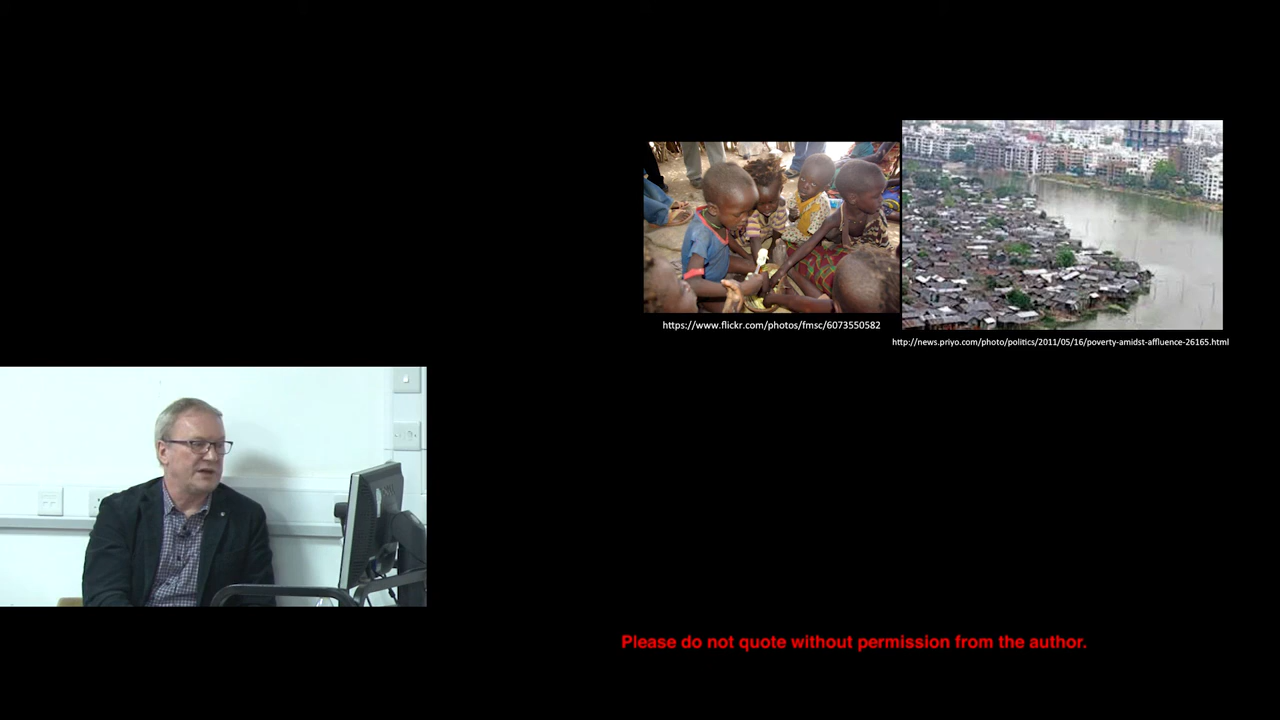 https://www.flickr.com/photos/fmsc/6073550582
http://news.priyo.com/photo/politics/2011/05/16/poverty-amidst-affluence-26165.html
Please do not quote without permission from the author.